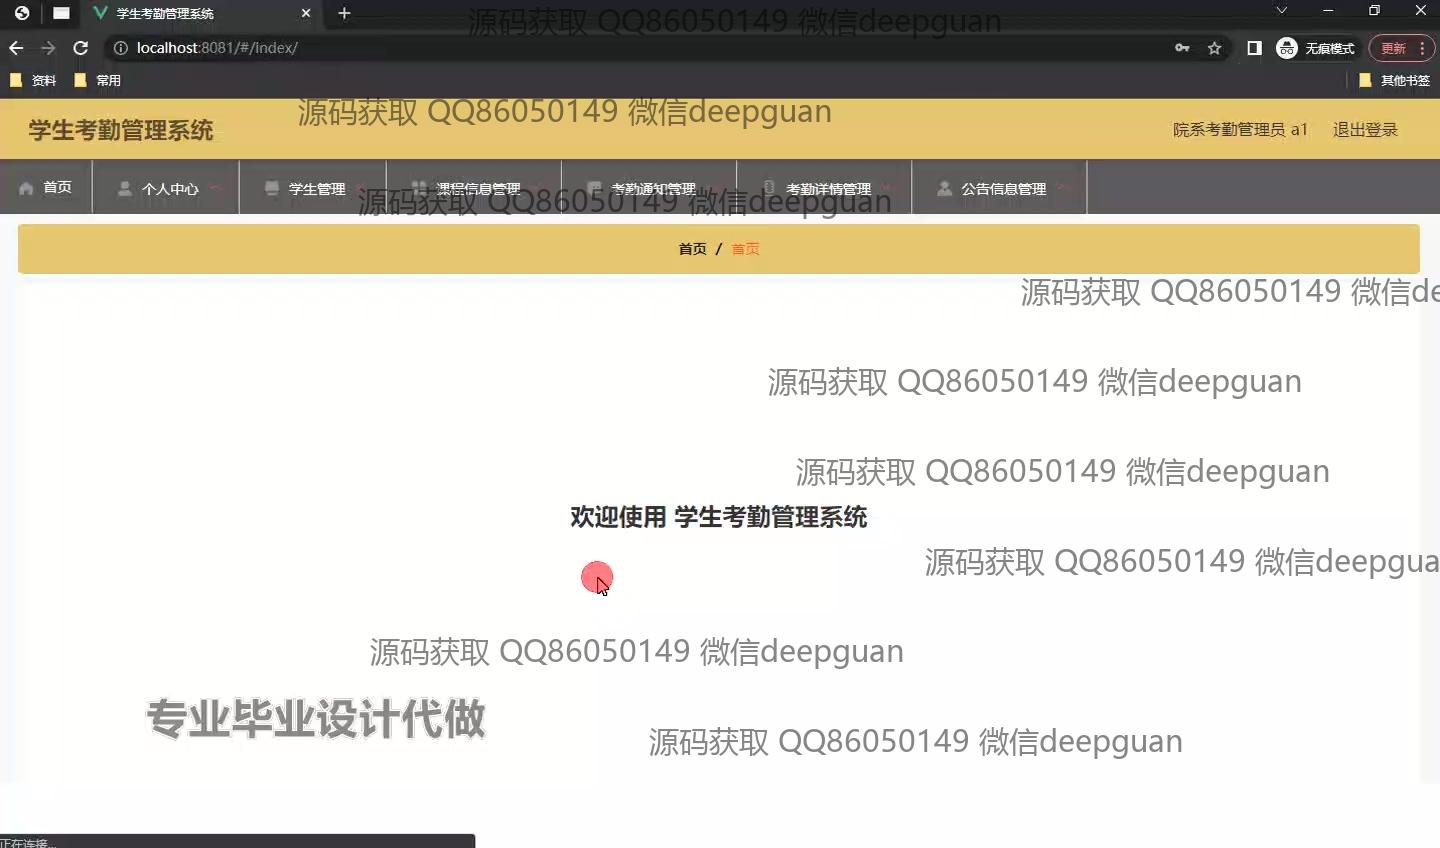 学生考勤管理系统
源码获取 QQ86050149 微信deepguan
localhost:8081/#/index/
无痕模式
更新
资料
常用
其他书签
源码获取 QQ86050149 微信deepguan
学生考勤管理系统
院系考勤管理员 a1
退出登录
首页
个人中心
学生管理
课程信息管理
考勤通知管理
考勤详情管理
公告信息管理
源码获取 QQ86050149 微信deepguan
首页 / 首页
源码获取 QQ86050149 微信de
源码获取 QQ86050149 微信deepguan
源码获取 QQ86050149 微信deepguan
欢迎使用 学生考勤管理系统
源码获取 QQ86050149 微信deepgua
源码获取 QQ86050149 微信deepguan
专业毕业设计代做
源码获取 QQ86050149 微信deepguan
正在连接...